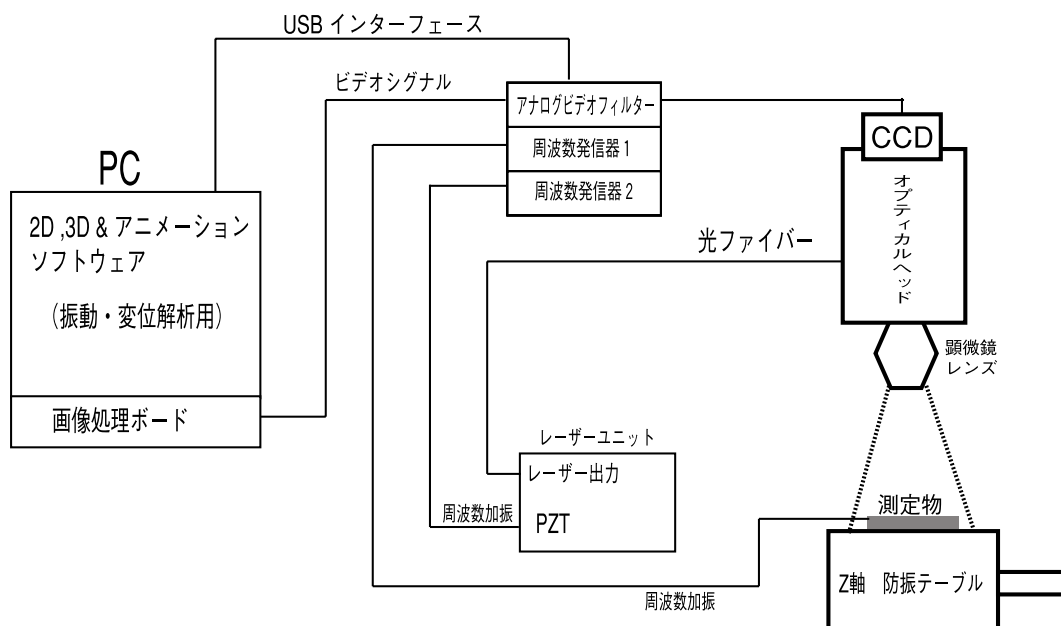 USB インターフェース
ビデオシグナル
アナログビデオフィルター
周波数発信器 1
周波数発信器 2
CCD
オプティカルヘッド
PC
2D ,3D & アニメーション
ソフトウェア
(振動・変位解析用)
画像処理ボード
光ファイバー
顕微鏡
レンズ
レーザーユニット
レーザー出力
PZT
周波数加振
測定物
Z軸　防振テーブル
周波数加振